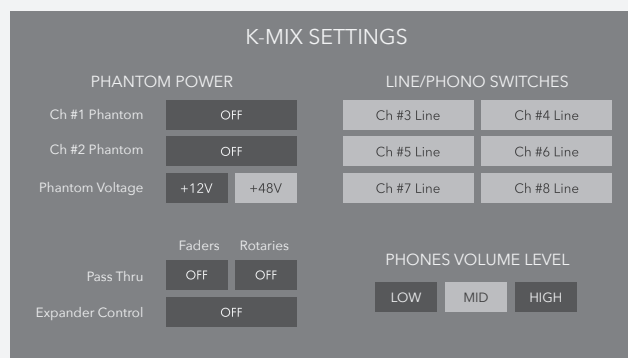 K-MIX SETTINGS
PHANTOM POWER
Ch #1 Phantom OFF
Ch #2 Phantom OFF
Phantom Voltage +12V +48V
Faders Rotaries
Pass Thru OFF OFF
Expander Control OFF
LINE/PHONO SWITCHES
Ch #3 Line Ch #4 Line
Ch #5 Line Ch #6 Line
Ch #7 Line Ch #8 Line
PHONES VOLUME LEVEL
LOW MID HIGH